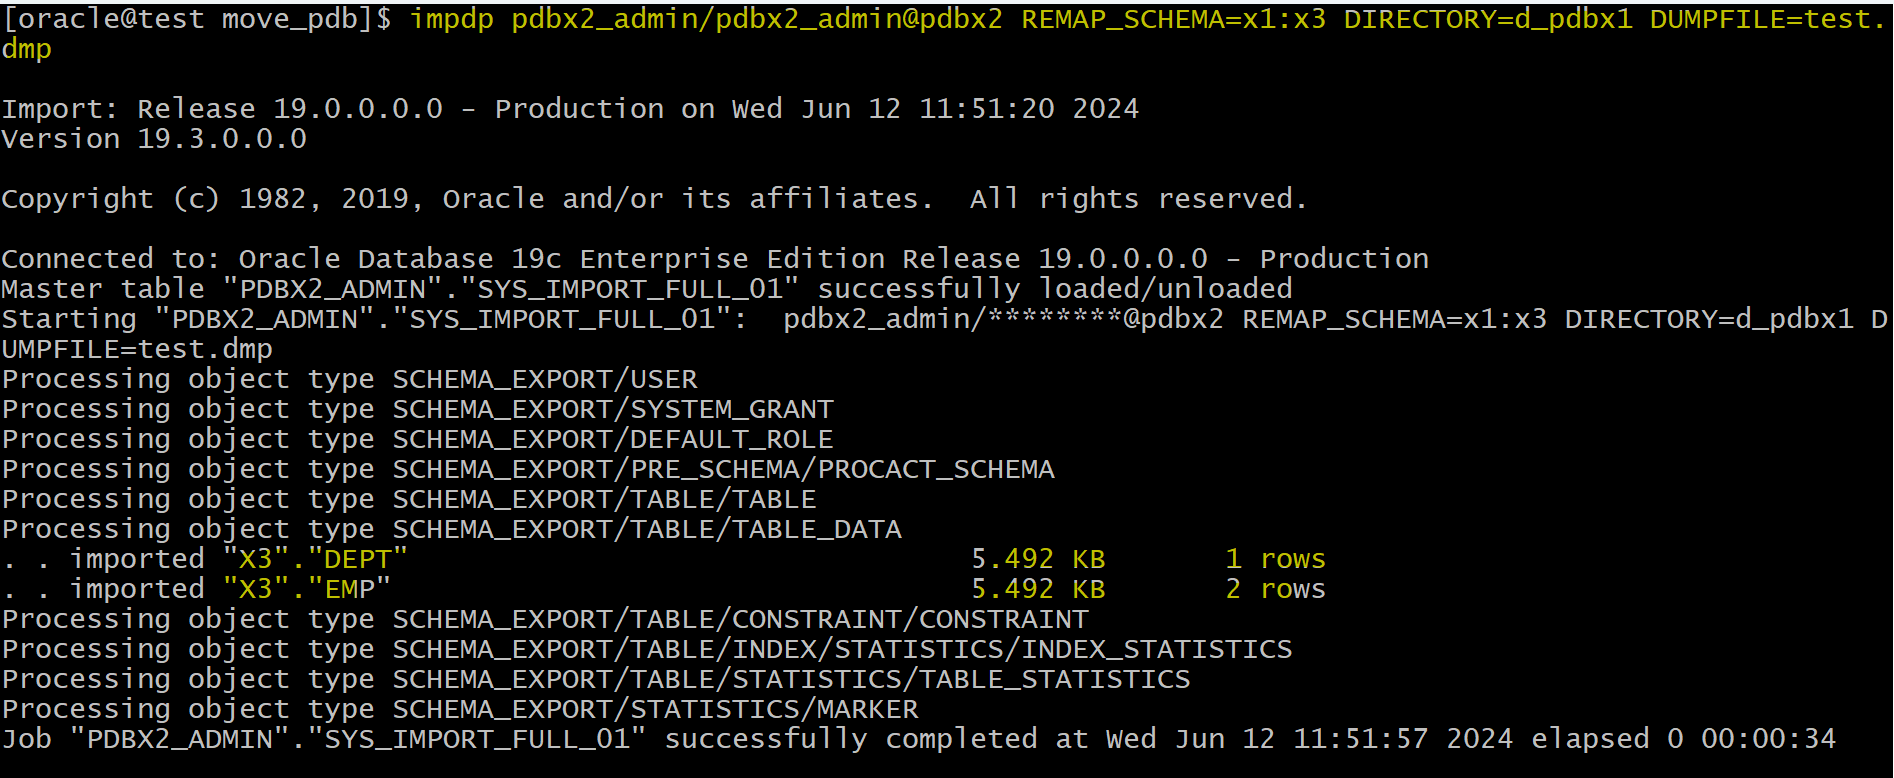 [oracle@test move_pdb]$ impdp pdbx2_admin/pdbx2_admin@pdbx2 REMAP_SCHEMA=x1:x3 DIRECTORY=d_pdbx1 DUMPFILE=test.
dmp
Import: Release 19.0.0.0.0 - Production on Wed Jun 12 11:51:20 2024
Version 19.3.0.0.0
Copyright (c) 1982, 2019, Oracle and/or its affiliates.  All rights reserved.
Connected to: Oracle Database 19c Enterprise Edition Release 19.0.0.0.0 - Production
Master table "PDBX2_ADMIN"."SYS_IMPORT_FULL_01" successfully loaded/unloaded
Starting "PDBX2_ADMIN"."SYS_IMPORT_FULL_01":  pdbx2_admin/********@pdbx2 REMAP_SCHEMA=x1:x3 DIRECTORY=d_pdbx1 D
UMPFILE=test.dmp
Processing object type SCHEMA_EXPORT/USER
Processing object type SCHEMA_EXPORT/SYSTEM_GRANT
Processing object type SCHEMA_EXPORT/DEFAULT_ROLE
Processing object type SCHEMA_EXPORT/PRE_SCHEMA/PROCACT_SCHEMA
Processing object type SCHEMA_EXPORT/TABLE/TABLE
Processing object type SCHEMA_EXPORT/TABLE/TABLE_DATA
. . imported "X3"."DEPT"                                 5.492 KB       1 rows
. . imported "X3"."EMP"                                  5.492 KB       2 rows
Processing object type SCHEMA_EXPORT/TABLE/CONSTRAINT/CONSTRAINT
Processing object type SCHEMA_EXPORT/TABLE/INDEX/STATISTICS/INDEX_STATISTICS
Processing object type SCHEMA_EXPORT/TABLE/STATISTICS/TABLE_STATISTICS
Processing object type SCHEMA_EXPORT/STATISTICS/MARKER
Job "PDBX2_ADMIN"."SYS_IMPORT_FULL_01" successfully completed at Wed Jun 12 11:51:57 2024 elapsed 0 00:00:34